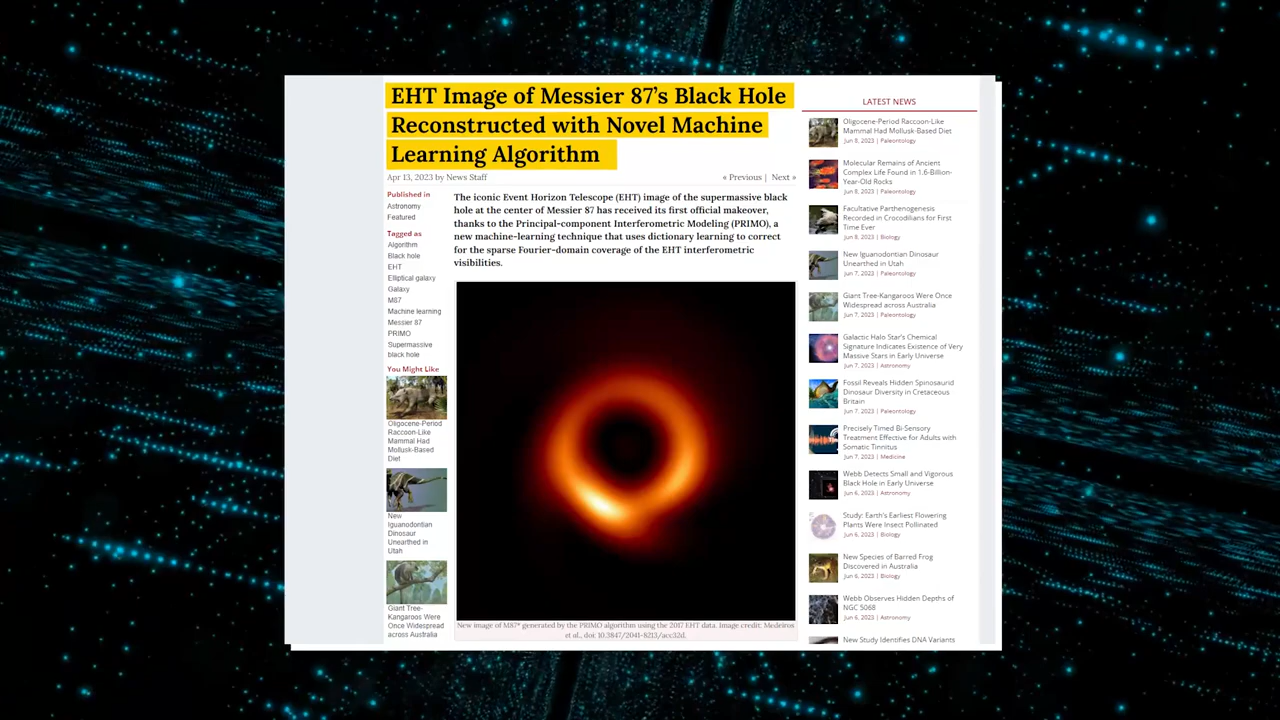 EHT Image of Messier 87's Black Hole
Reconstructed with Novel Machine
Learning Algorithm
Apr 13, 2023 by News Staff
« Previous | Next »
Published in
Astronomy
Featured
Tagged as
Algorithm
Black hole
EHT
Elliptical galaxy
Galaxy
M87
Machine learning
Messier 87
PRIMO
Supermassive
black hole
You Might Like
Oligocene-Period
Raccoon-Like
Mammal Had
Mollusk-Based
Diet
New
Iguanodontian
Dinosaur
Unearthed in
Utah
Giant Tree-
Kangaroos Were
Once Widespread
across Australia
The iconic Event Horizon Telescope (EHT) image of the supermassive black
hole at the center of Messier 87 has received its first official makeover,
thanks to the Principal-component Interferometric Modeling (PRIMO), a
new machine-learning technique that uses dictionary learning to correct
for the sparse Fourier-domain coverage of the EHT interferometric
visibilities.
New image of M87* generated by the PRIMO algorithm using the 2017 EHT data. Image credit: Medeiros
et al., doi: 10.3847/2041-8213/acc32d.
LATEST NEWS
Oligocene-Period Raccoon-Like
Mammal Had Mollusk-Based Diet
Jun 8, 2023 | Paleontology
Molecular Remains of Ancient
Complex Life Found in 1.6-Billion-
Year-Old Rocks
Jun 8, 2023 | Paleontology
Facultative Parthenogenesis
Recorded in Crocodilians for First
Time Ever
Jun 8, 2023 | Biology
New Iguanodontian Dinosaur
Unearthed in Utah
Jun 7, 2023 | Paleontology
Giant Tree-Kangaroos Were Once
Widespread across Australia
Jun 7, 2023 | Paleontology
Galactic Halo Star's Chemical
Signature Indicates Existence of Very
Massive Stars in Early Universe
Jun 7, 2023 | Astronomy
Fossil Reveals Hidden Spinosaurid
Dinosaur Diversity in Cretaceous
Britain
Jun 7, 2023 | Paleontology
Precisely Timed Bi-Sensory
Treatment Effective for Adults with
Somatic Tinnitus
Jun 7, 2023 | Medicine
Webb Detects Small and Vigorous
Black Hole in Early Universe
Jun 6, 2023 | Astronomy
Study: Earth's Earliest Flowering
Plants Were Insect Pollinated
Jun 6, 2023 | Biology
New Species of Barred Frog
Discovered in Australia
Jun 6, 2023 | Biology
Webb Observes Hidden Depths of
NGC 5068
Jun 6, 2023 | Astronomy
New Study Identifies DNA Variants